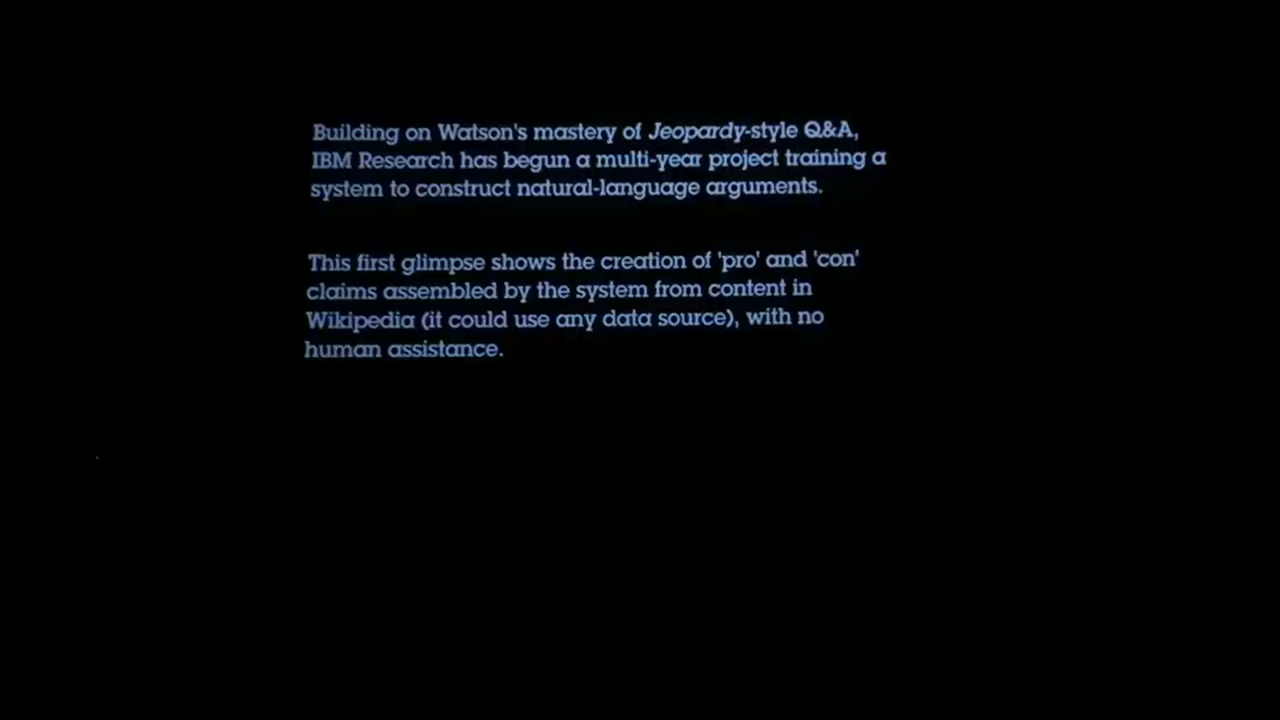 Building on Watson's mastery of Jeopardy-style Q&A,
IBM Research has begun a multi-year project training a
system to construct natural-language arguments.
This first glimpse shows the creation of 'pro' and 'con'
claims assembled by the system from content in
Wikipedia (it could use any data source), with no
human assistance.